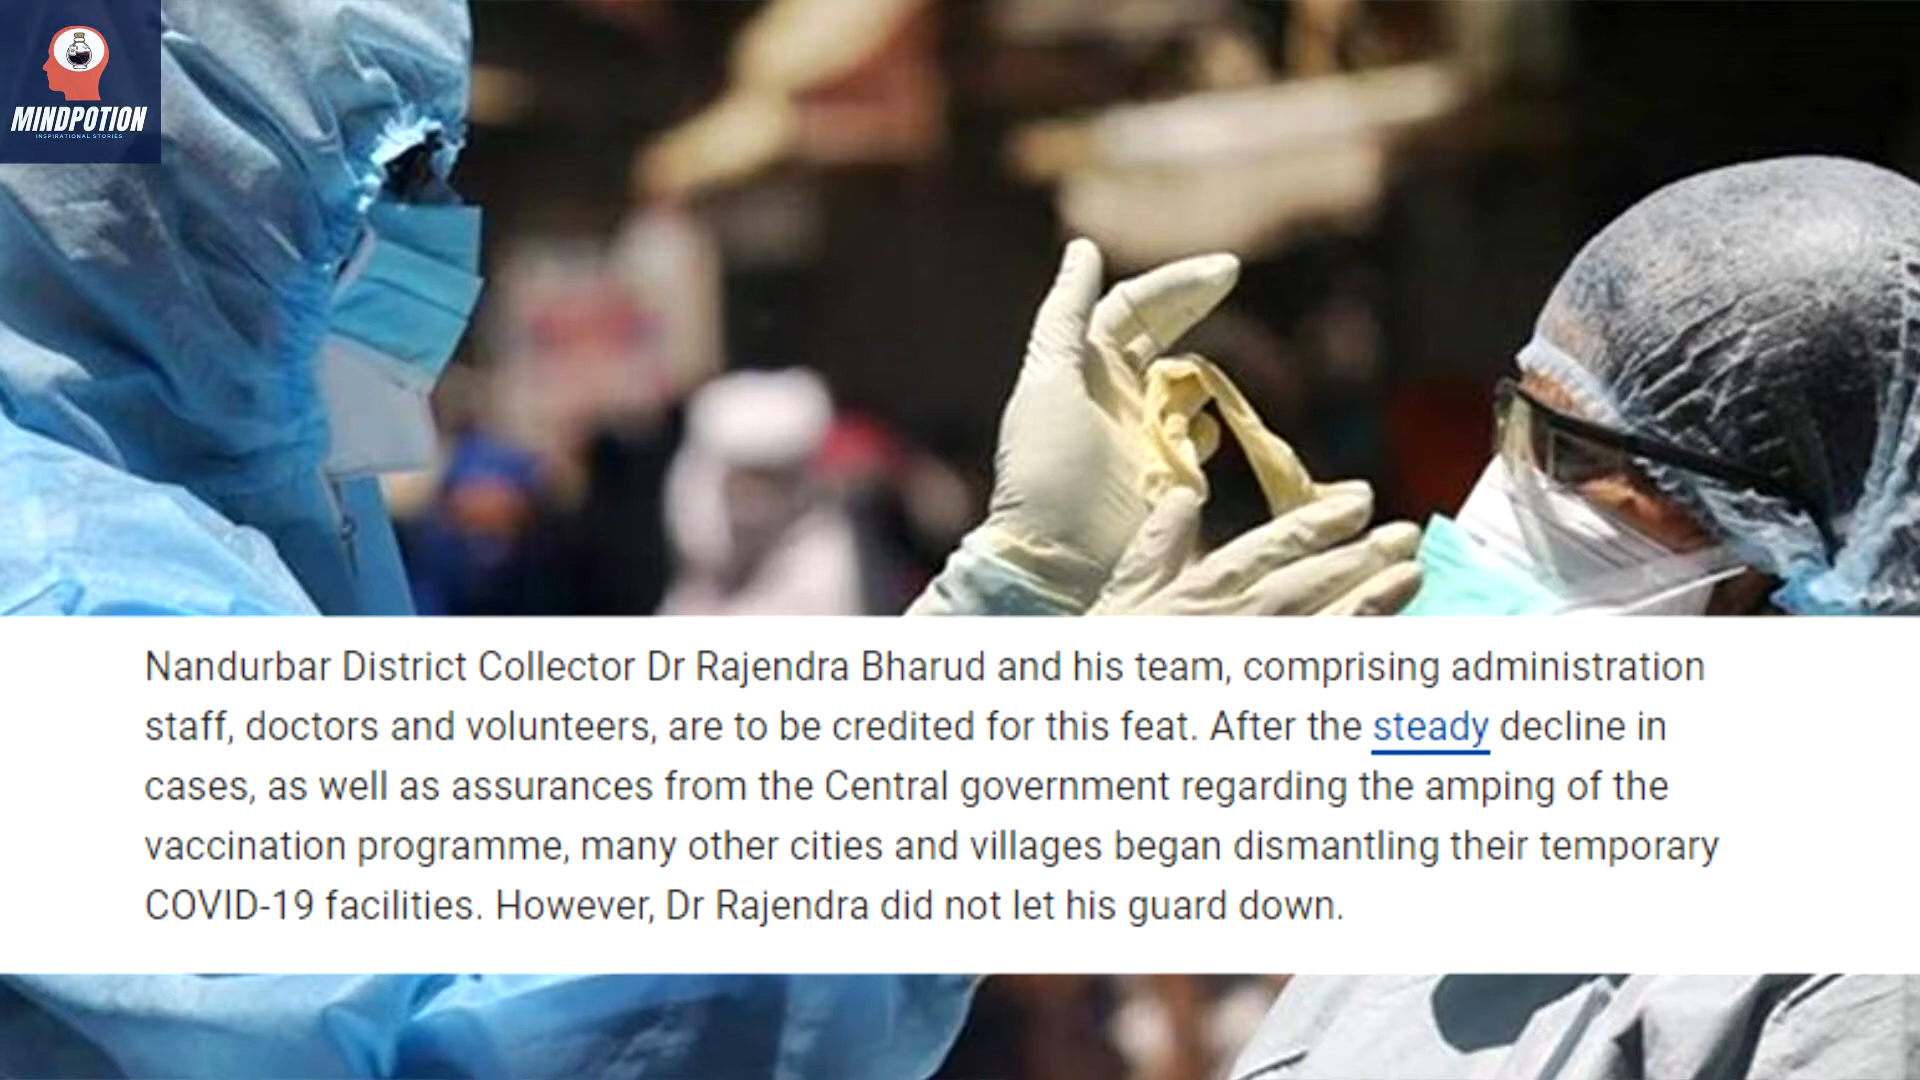 MINDPOTION
INSPIRATIONAL STORIES
Nandurbar District Collector Dr Rajendra Bharud and his team, comprising administration
staff, doctors and volunteers, are to be credited for this feat. After the steady decline in
cases, as well as assurances from the Central government regarding the amping of the
vaccination programme, many other cities and villages began dismantling their temporary
COVID-19 facilities. However, Dr Rajendra did not let his guard down.